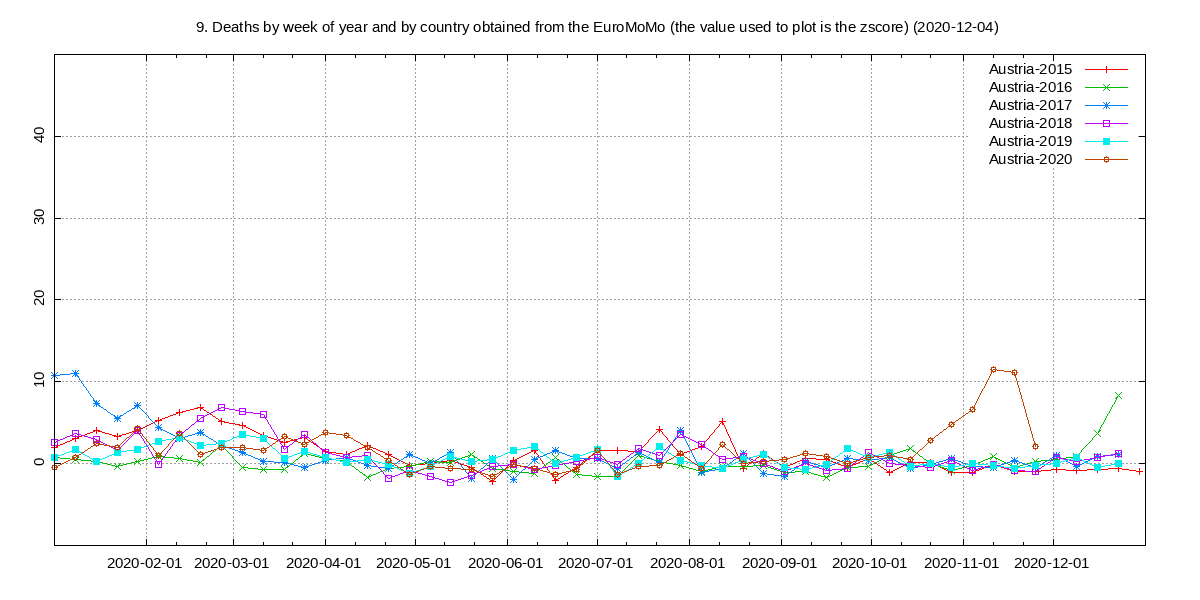 9. Deaths by week of year and by country obtained from the EuroMoMo (the value used to plot is the zscore) (2020-12-04)
Austria-2015
Austria-2016
Austria-2017
Austria-2018
Austria-2019
Austria-2020
40
30
20
10
0
2020-02-01 2020-03-01 2020-04-01 2020-05-01 2020-06-01 2020-07-01 2020-08-01 2020-09-01 2020-10-01 2020-11-01 2020-12-01